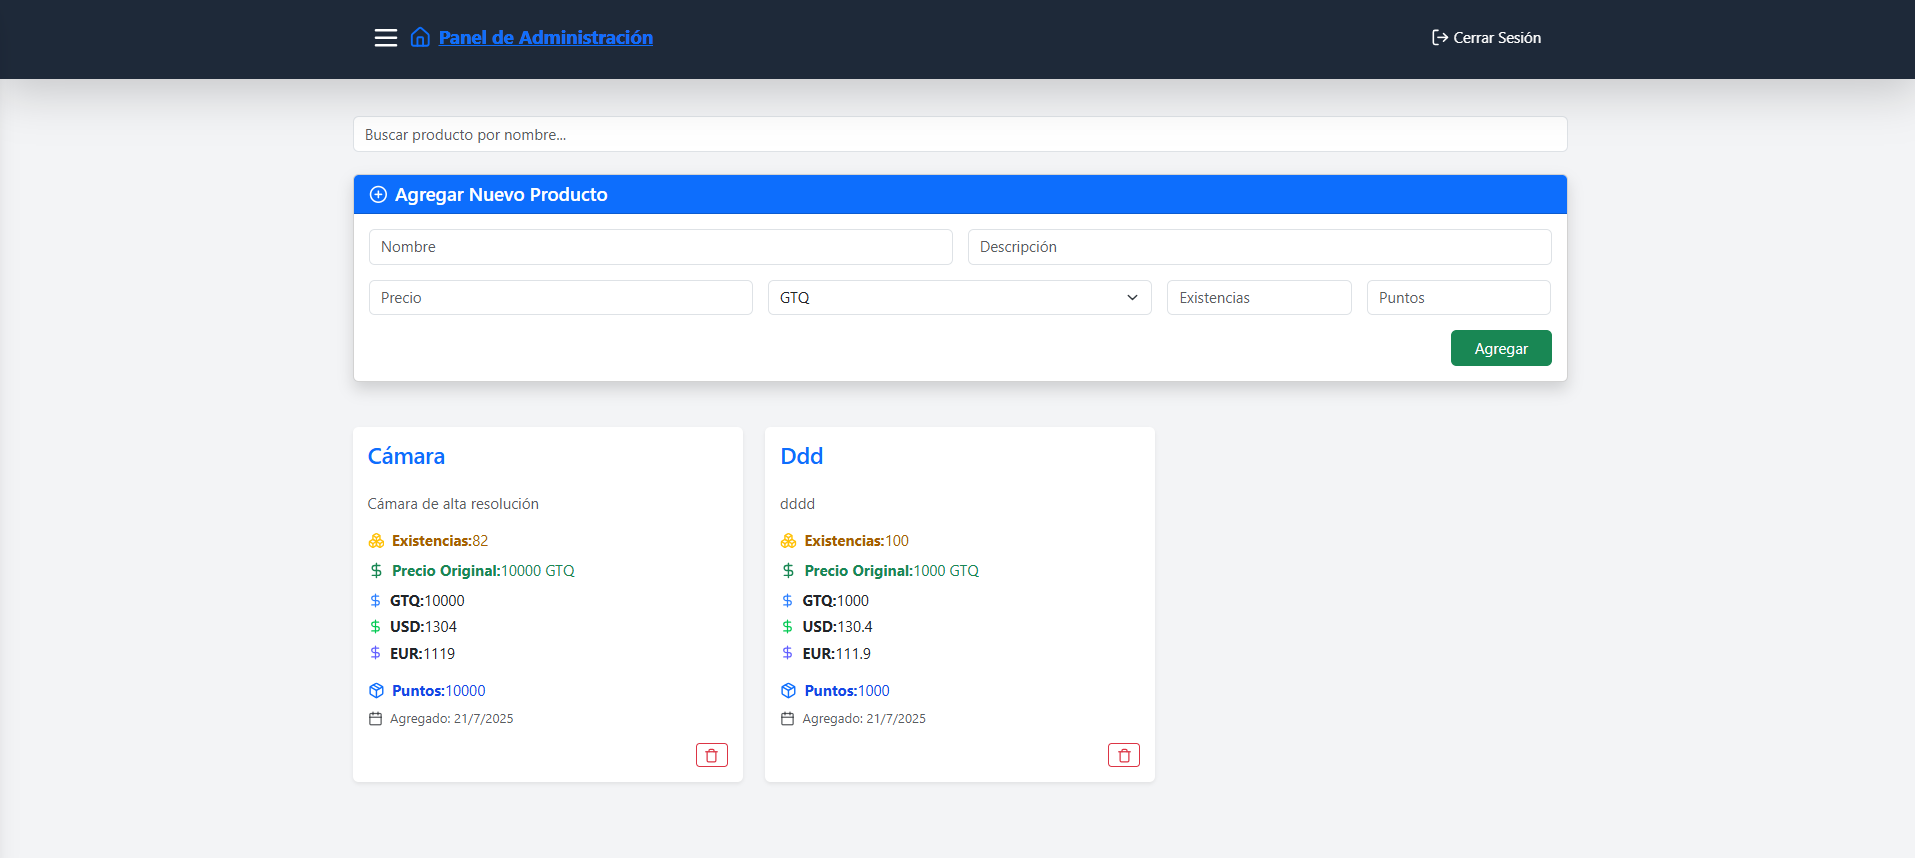 Panel de Administración
Cerrar Sesión
Buscar producto por nombre...
Agregar Nuevo Producto
Nombre
Descripción
Precio
GTQ
Existencias
Puntos
Agregar
Cámara
Cámara de alta resolución
Existencias:82
Precio Original:10000 GTQ
GTQ:10000
USD:1304
EUR:1119
Puntos:10000
Agregado: 21/7/2025
Ddd
dddd
Existencias:100
Precio Original:1000 GTQ
GTQ:1000
USD:130.4
EUR:111.9
Puntos:1000
Agregado: 21/7/2025